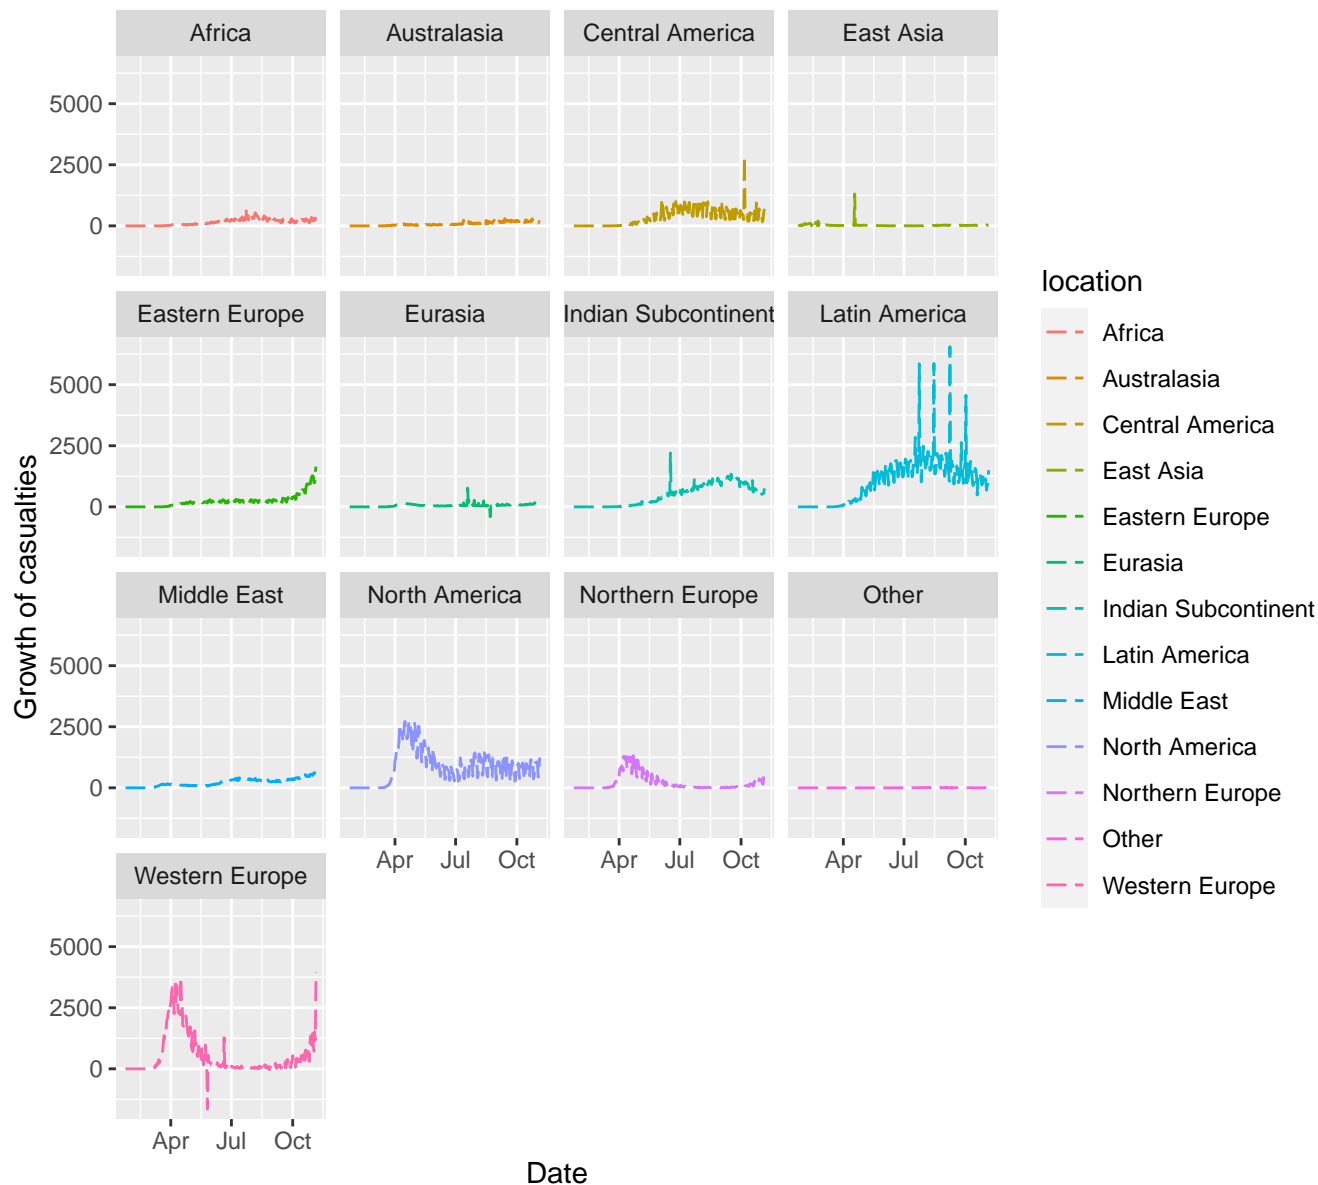 Africa
Australasia
Central America
East Asia
5000
2500
0
Eastern Europe
Eurasia
Indian Subcontinent
Latin America
5000
2500
0
Middle East
North America
Northern Europe
Other
5000
2500
0
Apr Jul Oct
Apr Jul Oct
Apr Jul Oct
Western Europe
5000
2500
0
Apr Jul Oct
Growth of casualties
Date
location
Africa
Australasia
Central America
East Asia
Eastern Europe
Eurasia
Indian Subcontinent
Latin America
Middle East
North America
Northern Europe
Other
Western Europe